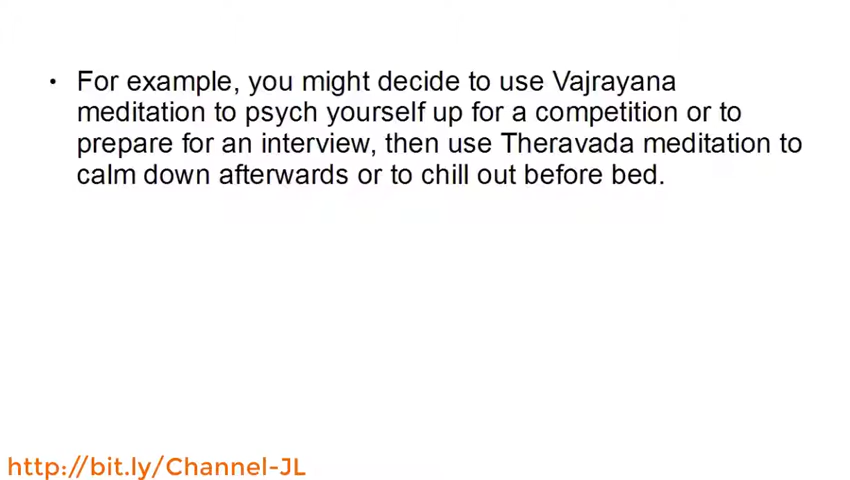 • For example, you might decide to use Vajrayana
meditation to psych yourself up for a competition or to
prepare for an interview, then use Theravada meditation to
calm down afterwards or to chill out before bed.
http://bit.ly/Channel-JL